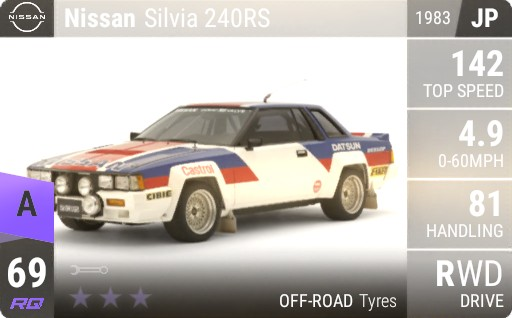 NISSAN
Nissan Silvia 240RS
1983 JP
142
TOP SPEED
4.9
0-60MPH
81
HANDLING
RWD
DRIVE
A
69
RQ
OFF-ROAD Tyres
DATSUN
DUNLOP
Castrol
CIBIE